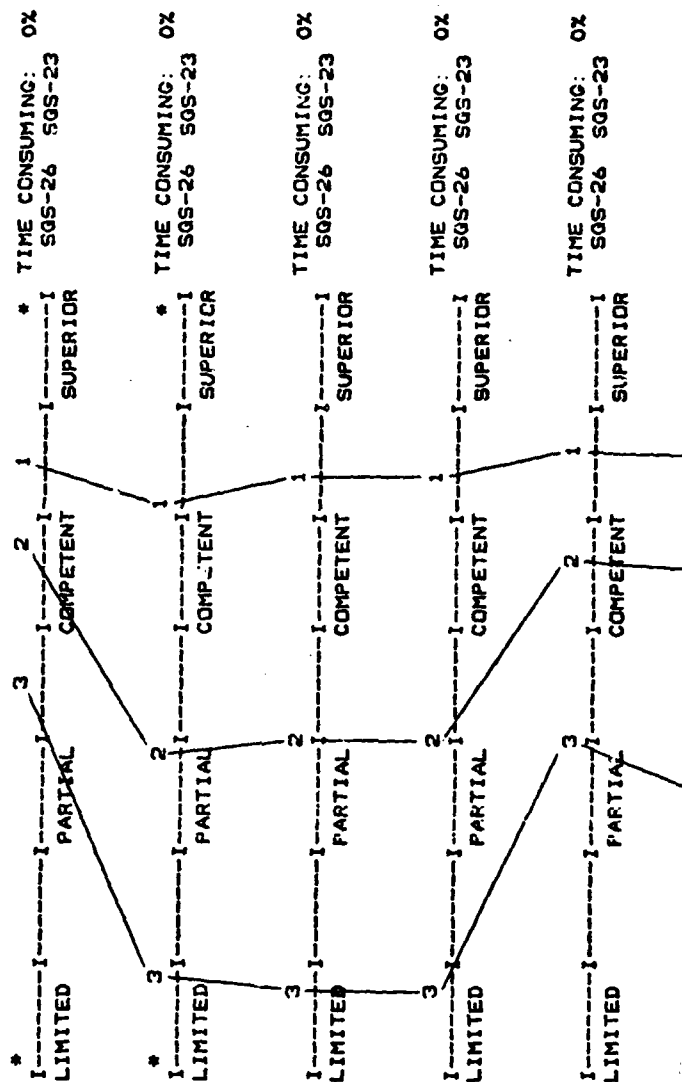 * 3 2 1 * TIME CONSUMING: 0%
I-------I-------I-------I-------I-------I-------I-------I SQS-26 SQS-23
LIMITED PARTIAL COMPETENT SUPERIOR
* 3 2 1 * TIME CONSUMING: 0%
I-------I-------I-------I-------I-------I-------I-------I SQS-26 SQS-23
LIMITED PARTIAL COMPETENT SUPERIOR
3 2 1 TIME CONSUMING: 0%
I-------I-------I-------I-------I-------I-------I-------I SQS-26 SQS-23
LIMITED PARTIAL COMPETENT SUPERIOR
3 2 1 TIME CONSUMING: 0%
I-------I-------I-------I-------I-------I-------I-------I SQS-26 SQS-23
LIMITED PARTIAL COMPETENT SUPERIOR
3 2 1 TIME CONSUMING: 0%
I-------I-------I-------I-------I-------I-------I-------I SQS-26 SQS-23
LIMITED PARTIAL COMPETENT SUPERIOR